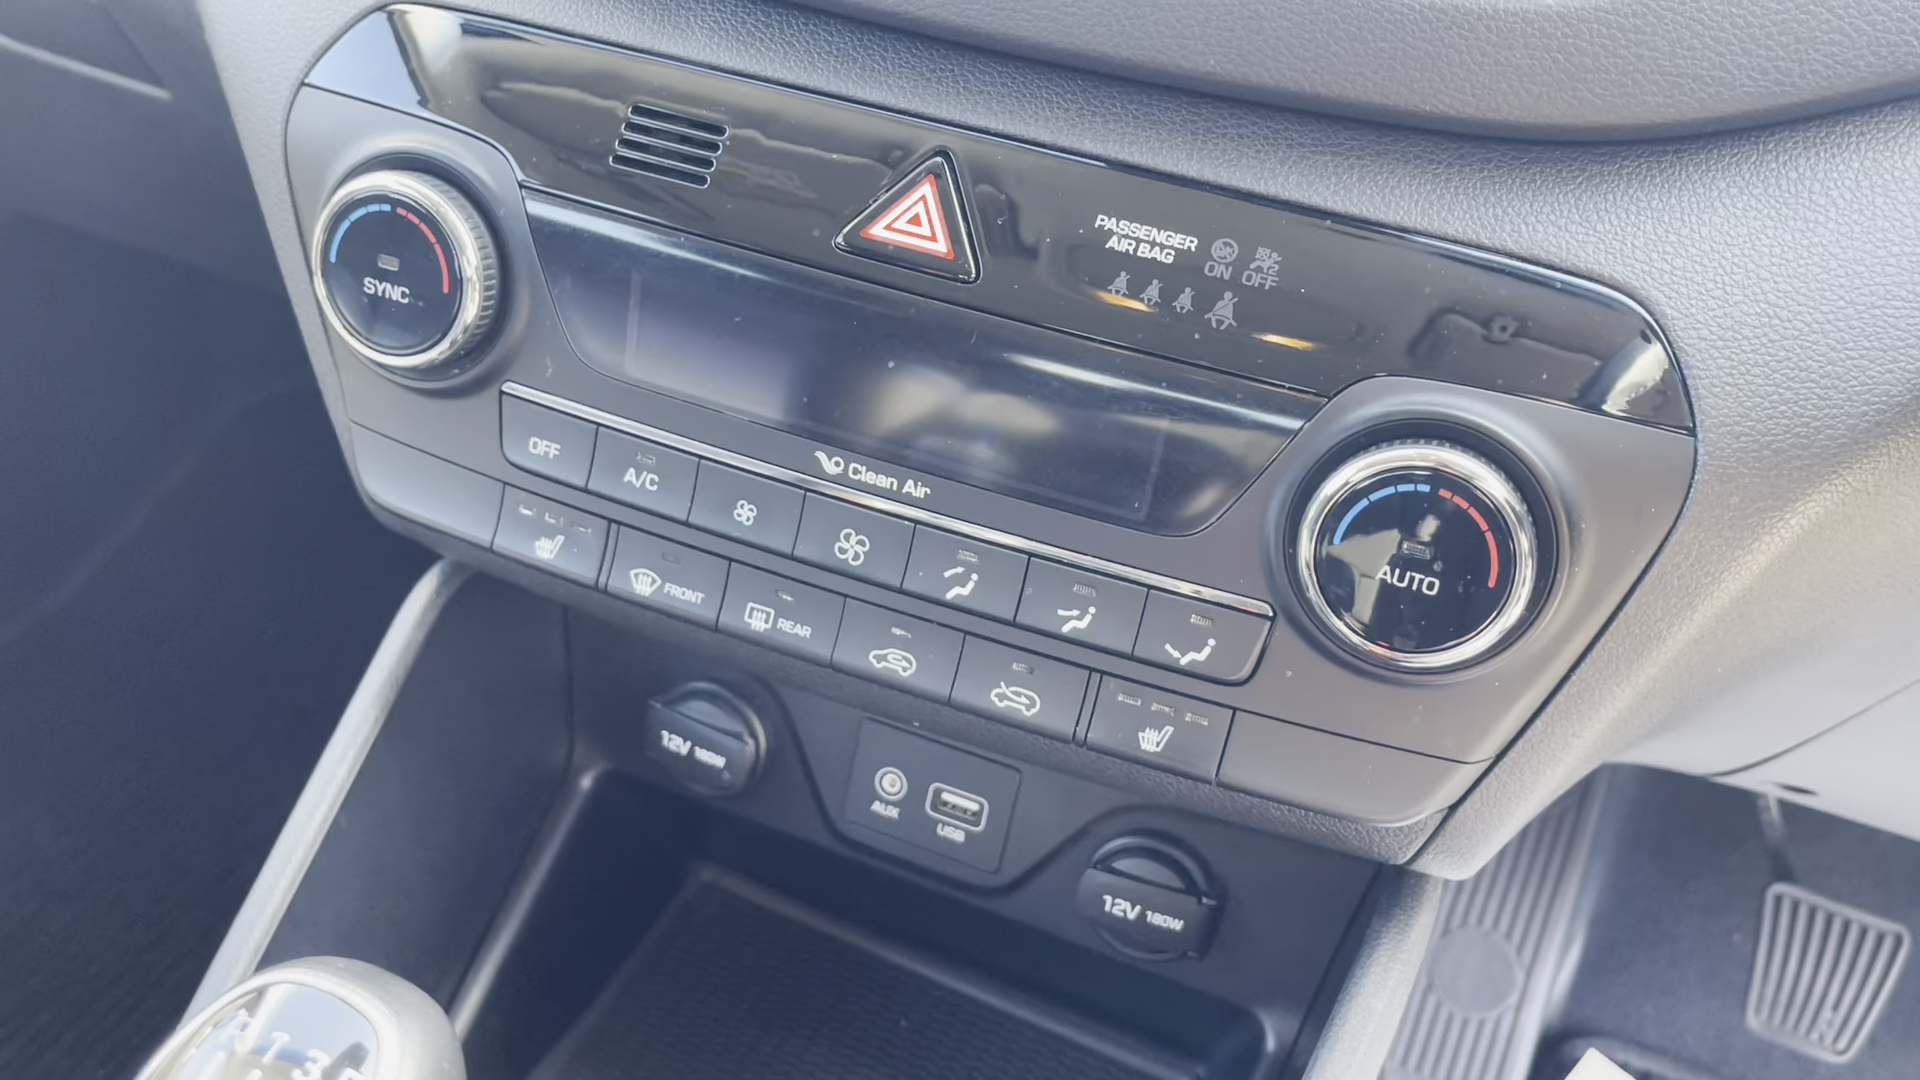 PASSENGER
AIR BAG
ON
OFF
SYNC
Clean Air
OFF
A/C
AUTO
FRONT
REAR
12V 180W
AUX
USB
12V 180W